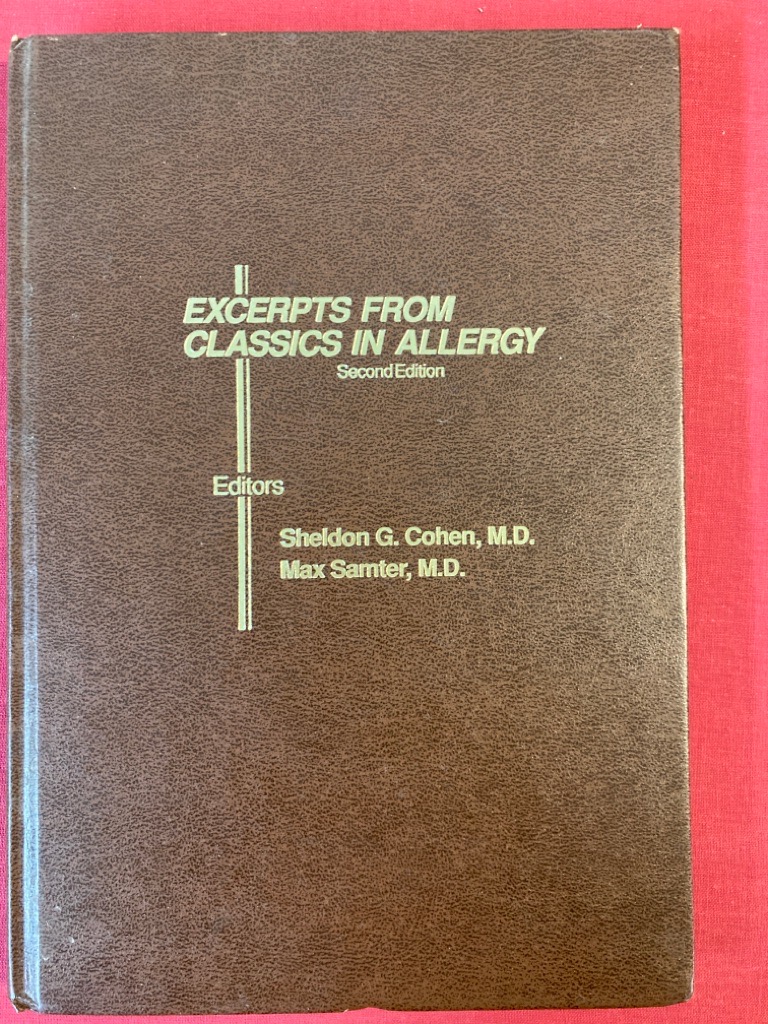 EXCERPTS FROM
CLASSICS IN ALLERGY
Second Edition
Editors
Sheldon G. Cohen, M.D.
Max Samter, M.D.